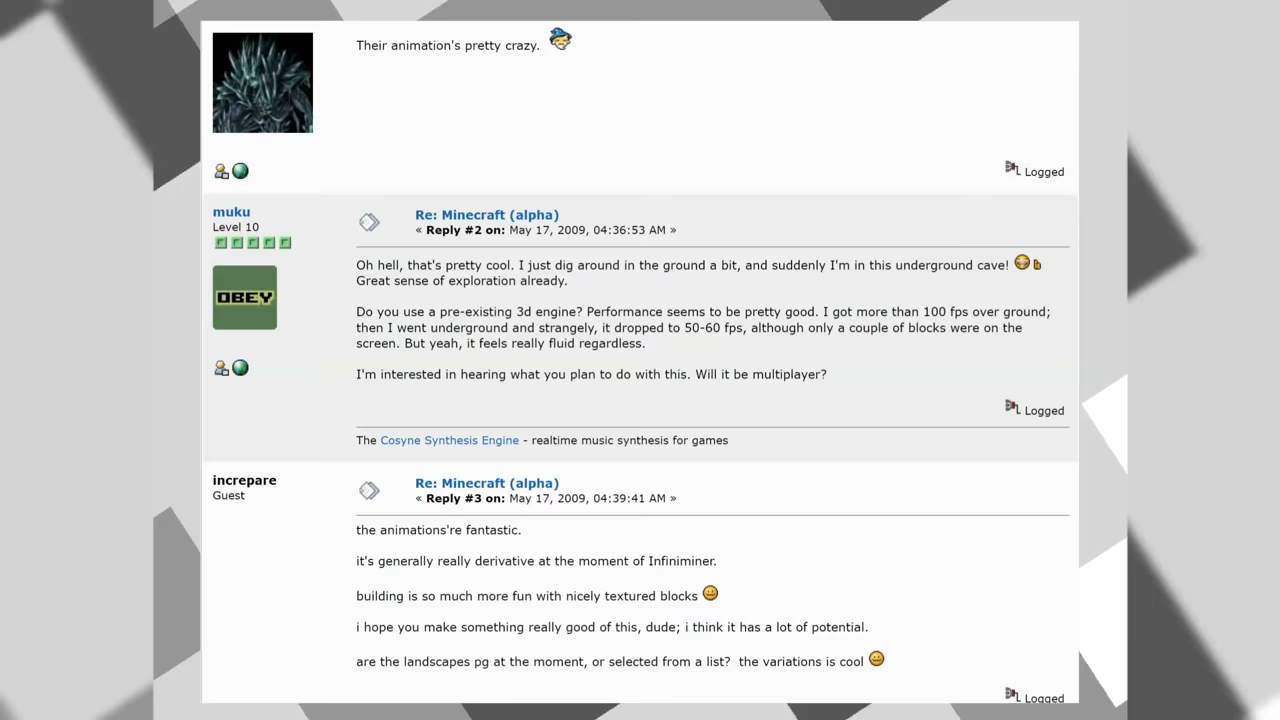 Their animation's pretty crazy.
Logged
muku
Level 10
OBEY
Re: Minecraft (alpha)
« Reply #2 on: May 17, 2009, 04:36:53 AM »
Oh hell, that's pretty cool. I just dig around in the ground a bit, and suddenly I'm in this underground cave!
Great sense of exploration already.
Do you use a pre-existing 3d engine? Performance seems to be pretty good. I got more than 100 fps over ground;
then I went underground and strangely, it dropped to 50-60 fps, although only a couple of blocks were on the
screen. But yeah, it feels really fluid regardless.
I'm interested in hearing what you plan to do with this. Will it be multiplayer?
Logged
The Cosyne Synthesis Engine - realtime music synthesis for games
increpare
Guest
Re: Minecraft (alpha)
« Reply #3 on: May 17, 2009, 04:39:41 AM »
the animations're fantastic.
it's generally really derivative at the moment of Infiniminer.
building is so much more fun with nicely textured blocks
i hope you make something really good of this, dude; i think it has a lot of potential.
are the landscapes pg at the moment, or selected from a list?  the variations is cool
Logged